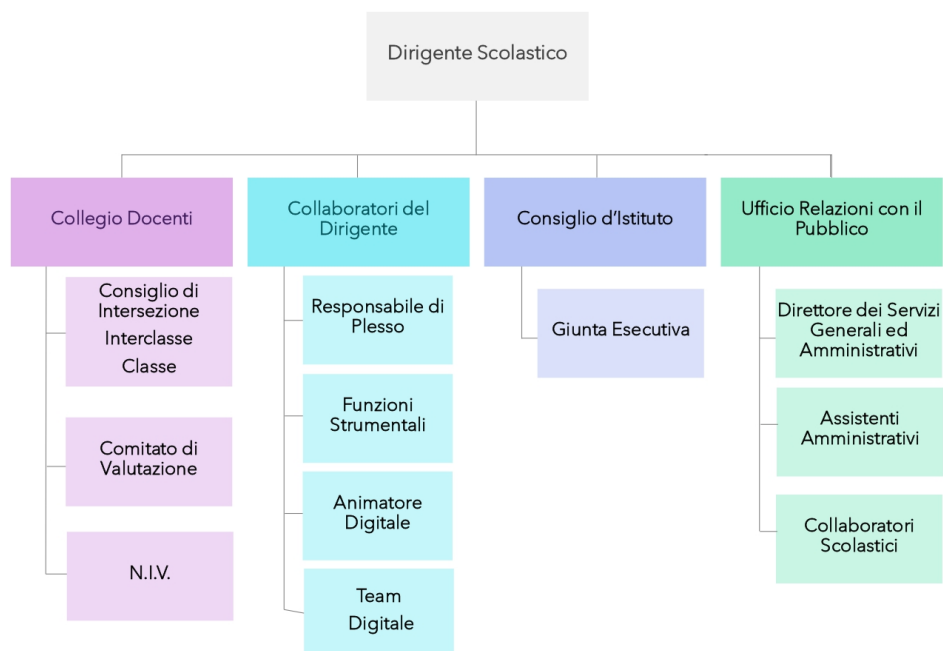 Dirigente Scolastico
Collegio Docenti
Collaboratori del
Dirigente
Consiglio d'Istituto
Ufficio Relazioni con il
Pubblico
Consiglio di
Intersezione
Interclasse
Classe
Comitato di
Valutazione
N.I.V.
Responsabile di
Plesso
Funzioni
Strumentali
Animatore
Digitale
Team
Digitale
Giunta Esecutiva
Direttore dei Servizi
Generali ed
Amministrativi
Assistenti
Amministrativi
Collaboratori
Scolastici